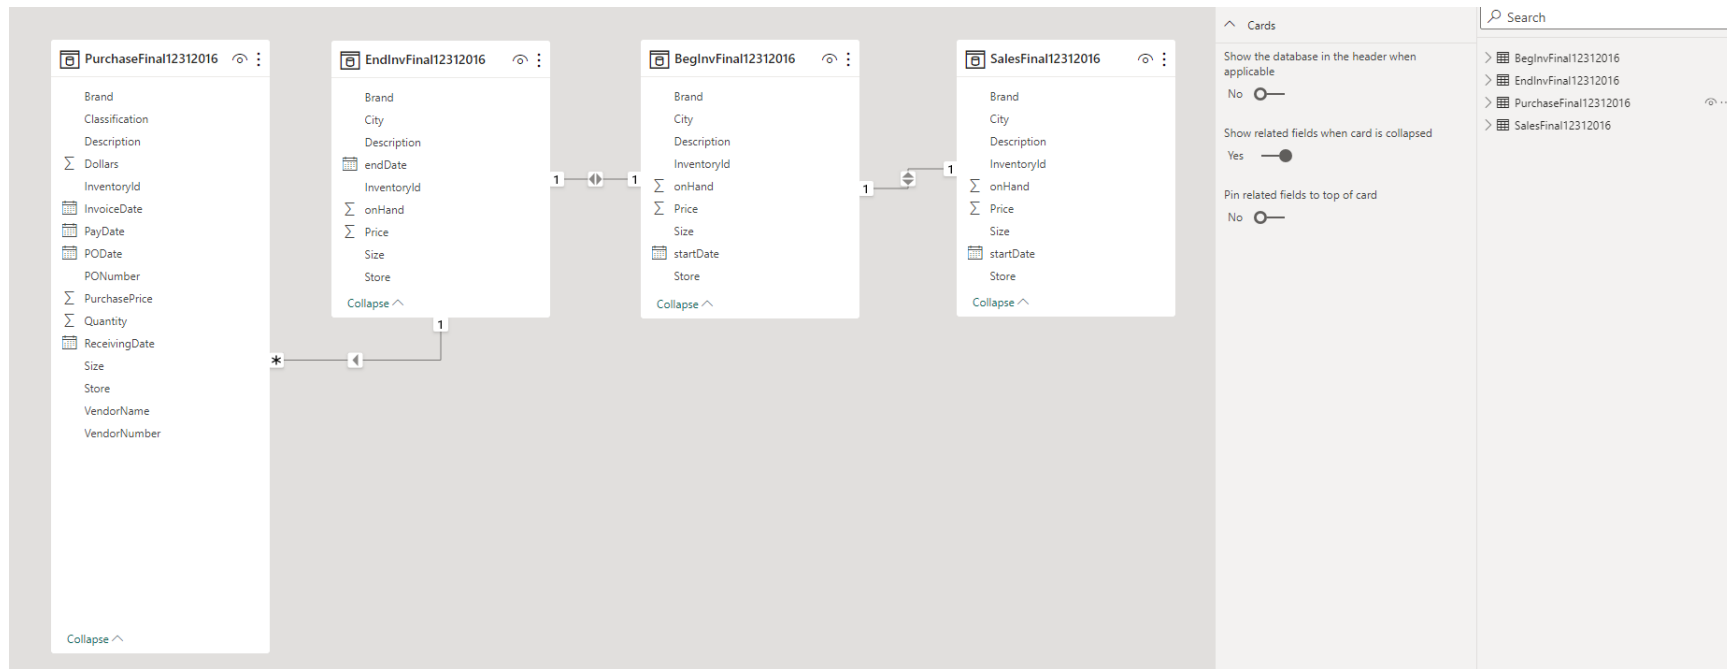 PurchaseFinal12312016
Brand
Classification
Description
Dollars
InventoryId
InvoiceDate
PayDate
PODate
PONumber
PurchasePrice
Quantity
ReceivingDate
Size
Store
VendorName
VendorNumber
Collapse
EndInvFinal12312016
Brand
City
Description
endDate
InventoryId
onHand
Price
Size
Store
Collapse
1
*
1
1
BegInvFinal12312016
Brand
City
Description
InventoryId
onHand
Price
Size
startDate
Store
Collapse
1
1
SalesFinal12312016
Brand
City
Description
InventoryId
onHand
Price
Size
startDate
Store
Collapse
Cards
Show the database in the header when
applicable
No
Show related fields when card is collapsed
Yes
Pin related fields to top of card
No
Search
BegInvFinal12312016
EndInvFinal12312016
PurchaseFinal12312016
SalesFinal12312016